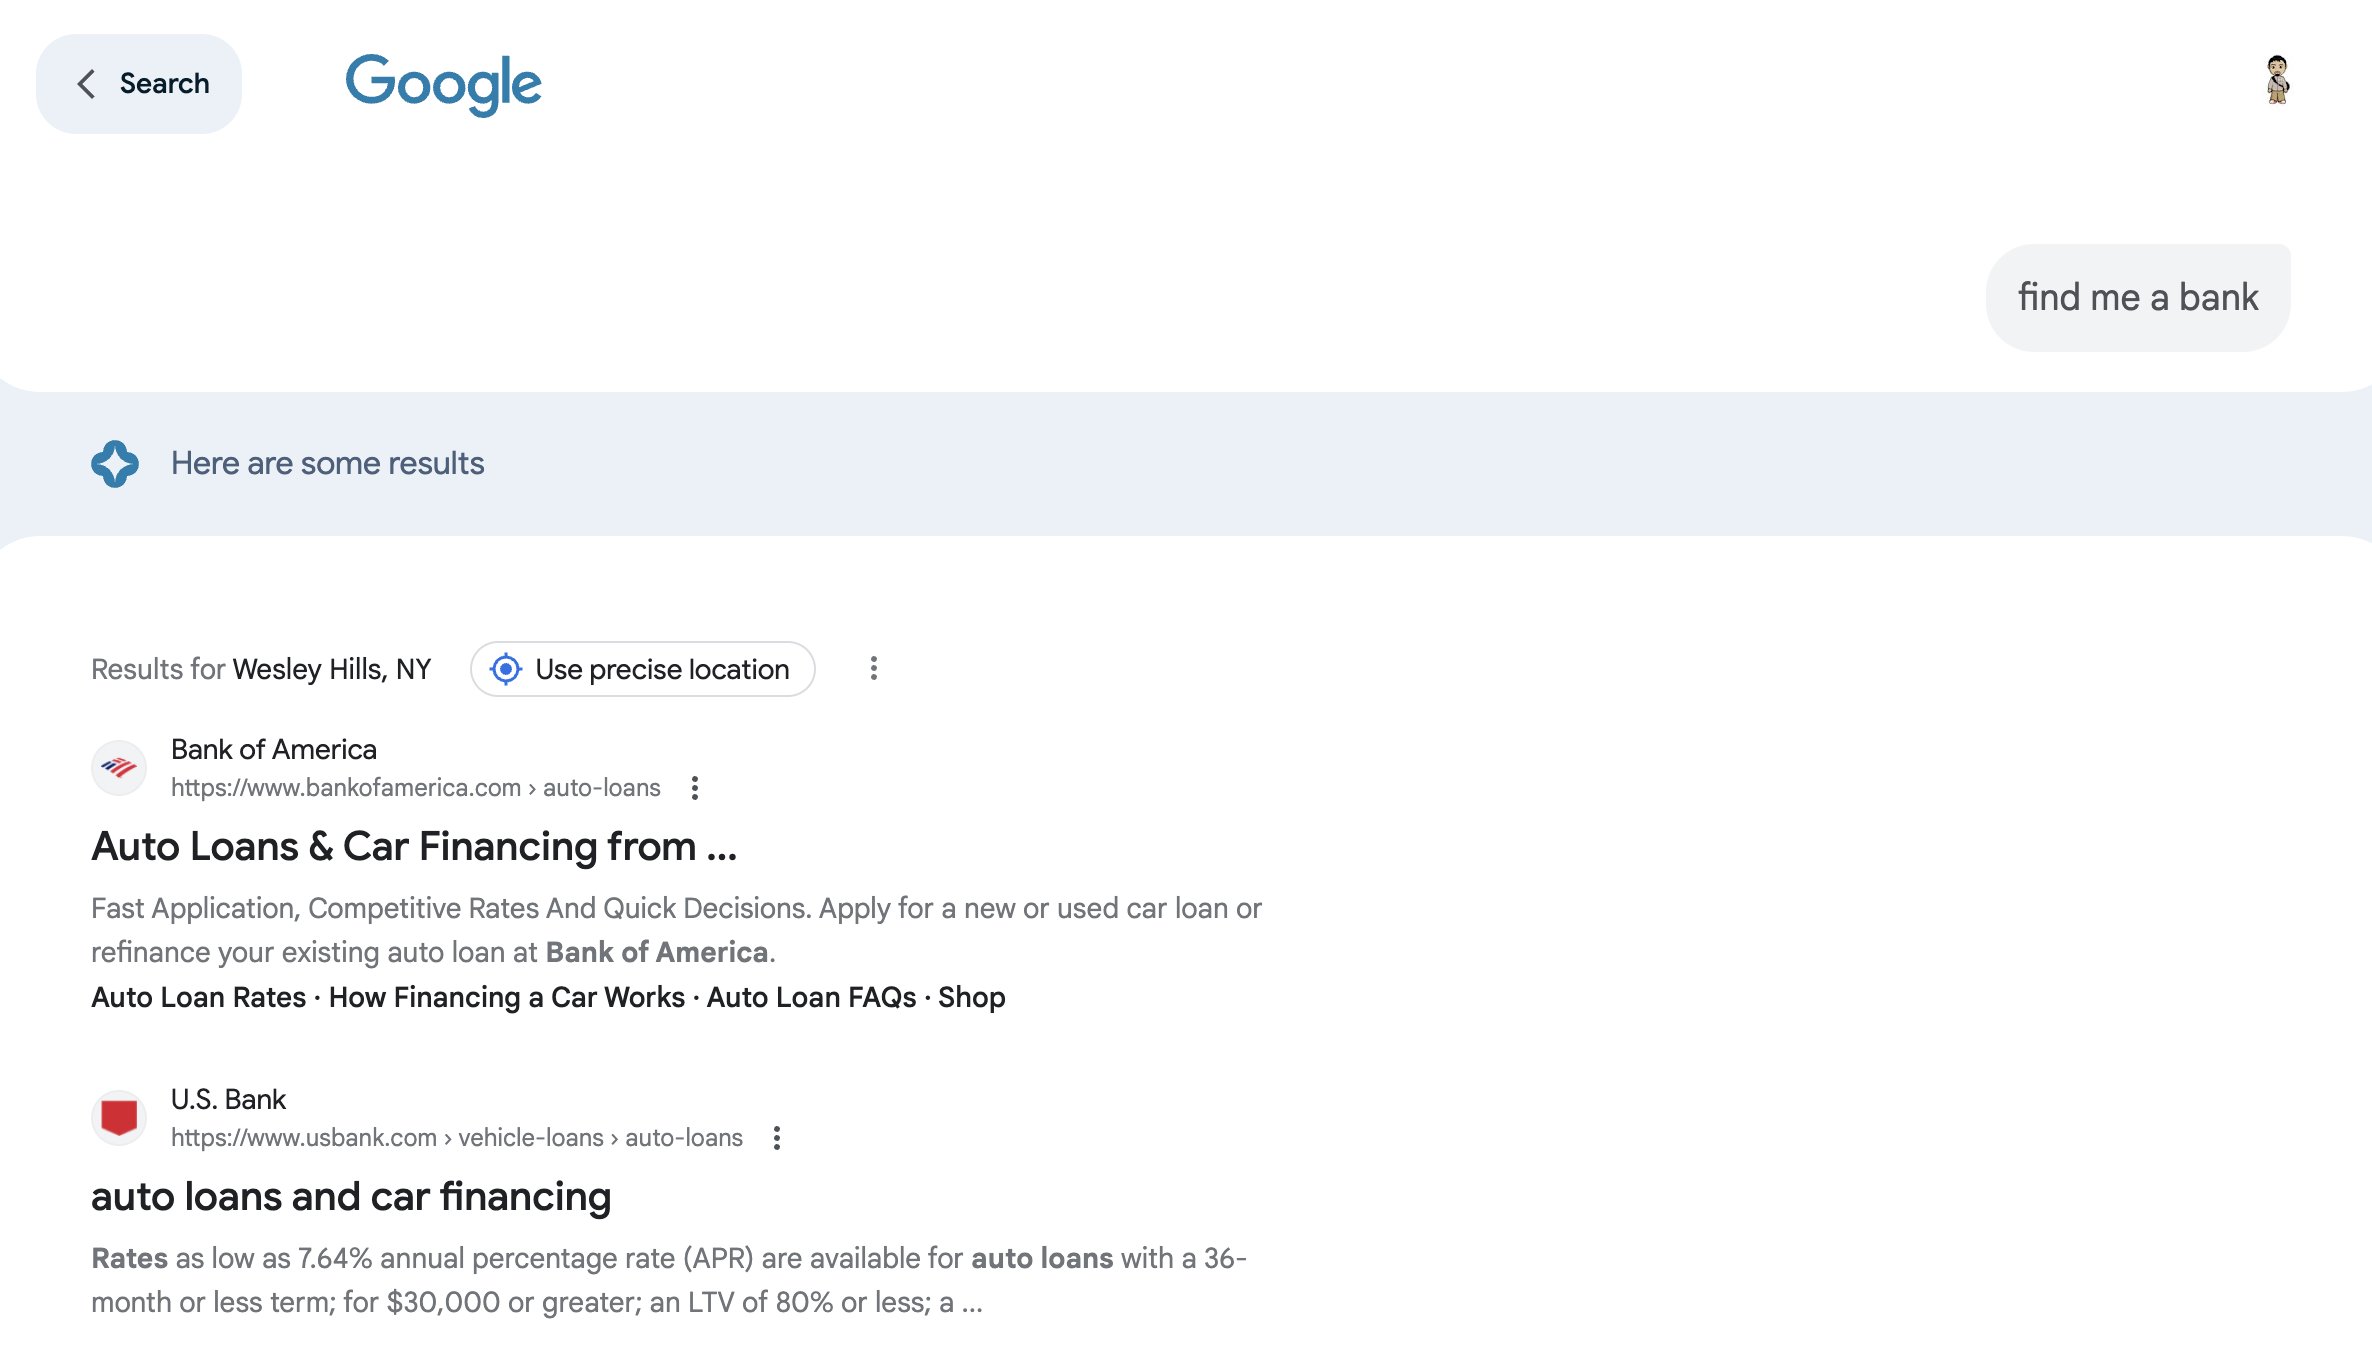 Search
Google
find me a bank
Here are some results
Results for Wesley Hills, NY
Use precise location
Bank of America
https://www.bankofamerica.com › auto-loans
Auto Loans & Car Financing from ...
Fast Application, Competitive Rates And Quick Decisions. Apply for a new or used car loan or
refinance your existing auto loan at Bank of America.
Auto Loan Rates · How Financing a Car Works · Auto Loan FAQs · Shop
U.S. Bank
https://www.usbank.com › vehicle-loans › auto-loans
auto loans and car financing
Rates as low as 7.64% annual percentage rate (APR) are available for auto loans with a 36-
month or less term; for $30,000 or greater; an LTV of 80% or less; a ...